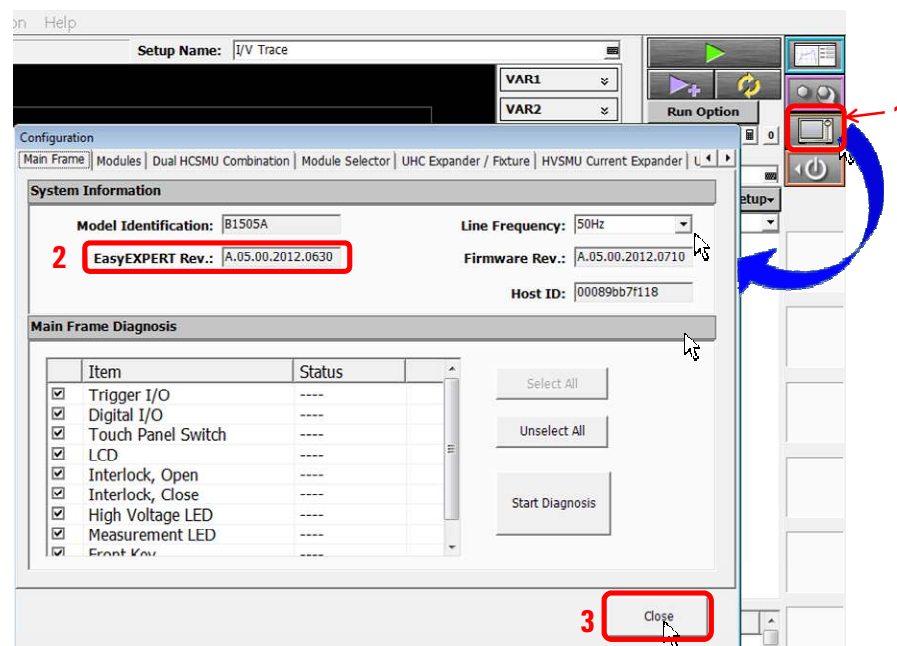 on Help
Setup Name: I/V Trace
VAR1
VAR2
Run Option
0
Configuration
Main Frame Modules Dual HCSMU Combination Module Selector UHC Expander / Fixture HVSMU Current Expander U
System Information
etup
Model Identification: B1505A
Line Frequency: 50Hz
2 EasyEXPERT Rev.: A.05.00.2012.0630
Firmware Rev.: A.05.00.2012.0710
Host ID: 00089bb7f118
Main Frame Diagnosis
Item Status
Trigger I/O ----
Digital I/O ----
Touch Panel Switch ----
LCD ----
Interlock, Open ----
Interlock, Close ----
High Voltage LED ----
Measurement LED ----
Front Key ----
Select All
Unselect All
Start Diagnosis
3 Close